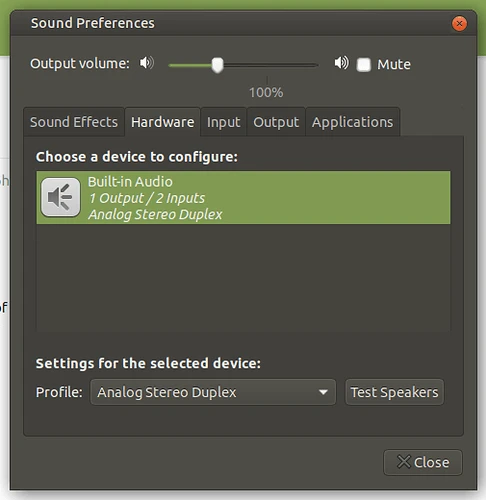 Sound Preferences
Output volume:
Mute
100%
Sound Effects
Hardware
Input
Output
Applications
Choose a device to configure:
Built-in Audio
1 Output / 2 Inputs
Analog Stereo Duplex
Settings for the selected device:
Profile:
Analog Stereo Duplex
Test Speakers
Close
of